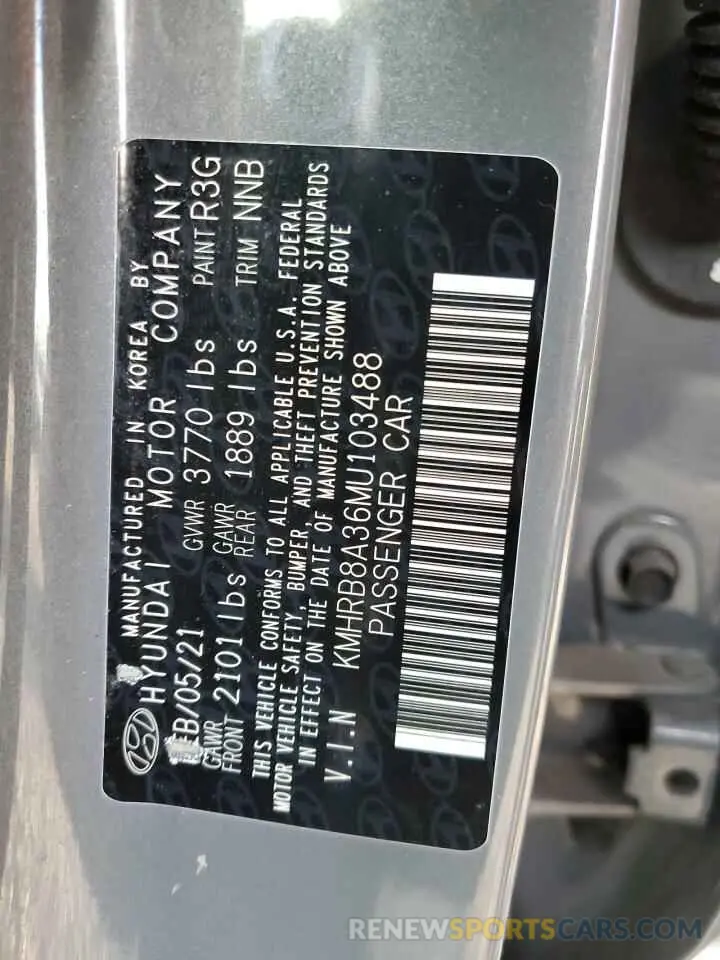 MANUFACTURED IN KOREA BY
HYUNDAI MOTOR COMPANY
FEB/05/21 GVWR 3770 lbs PAINT R3G
GAWR FRONT 2101 lbs GAWR REAR 1889 lbs TRIM NNB
THIS VEHICLE CONFORMS TO ALL APPLICABLE U.S.A. FEDERAL
MOTOR VEHICLE SAFETY, BUMPER, AND THEFT PREVENTION STANDARDS
IN EFFECT ON THE DATE OF MANUFACTURE SHOWN ABOVE
V.I.N KMHRB8A36MU103488
PASSENGER CAR
RENEWSPORTSCARS.COM